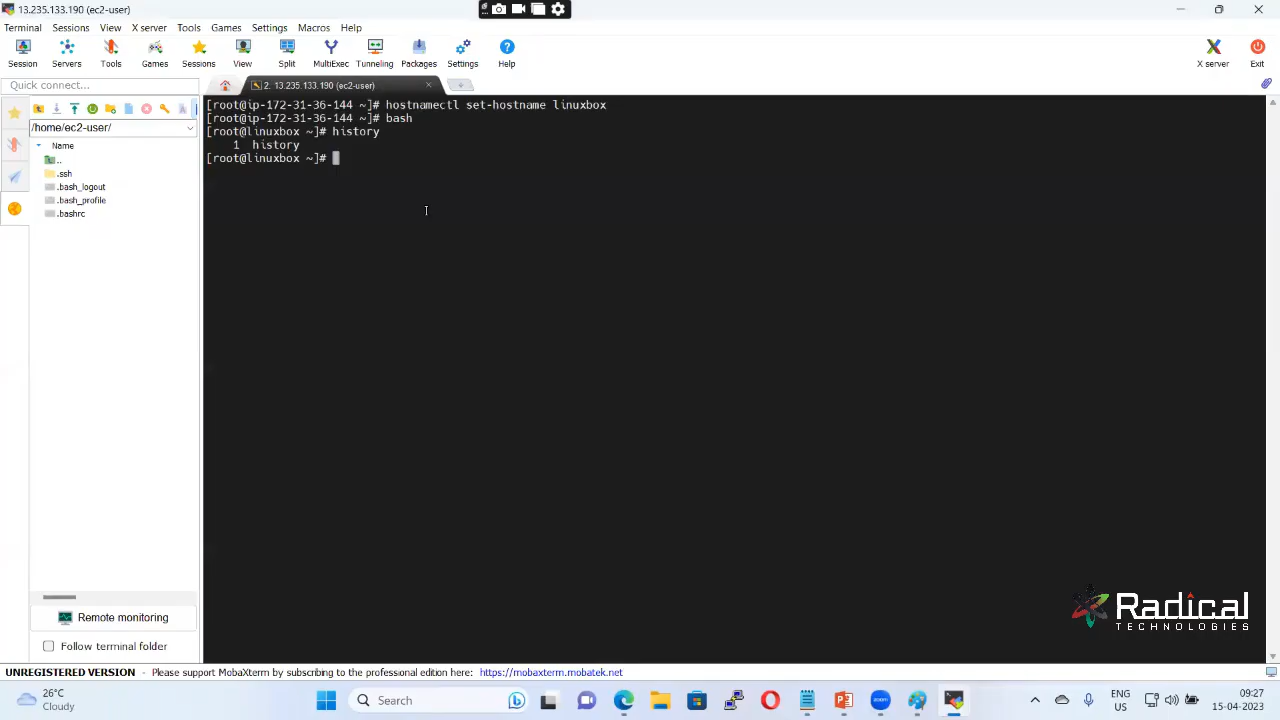 13.235.133.190 (ec2-user)
Terminal Sessions View X server Tools Games Settings Macros Help
Session Servers Tools Games Sessions View Split MultiExec Tunneling Packages Settings Help X server Exit
Quick connect...
2. 13.235.133.190 (ec2-user)
/home/ec2-user/
Name
..
.ssh
.bash_logout
.bash_profile
.bashrc
[root@ip-172-31-36-144 ~]# hostnamectl set-hostname linuxbox
[root@ip-172-31-36-144 ~]# bash
[root@linuxbox ~]# history
1 history
[root@linuxbox ~]#
Remote monitoring
Follow terminal folder
Radical
TECHNOLOGIES
UNREGISTERED VERSION - Please support MobaXterm by subscribing to the professional edition here: https://mobaxterm.mobatek.net
26°C
Cloudy
Search
zoom
ENG
US
09:27
15-04-2023